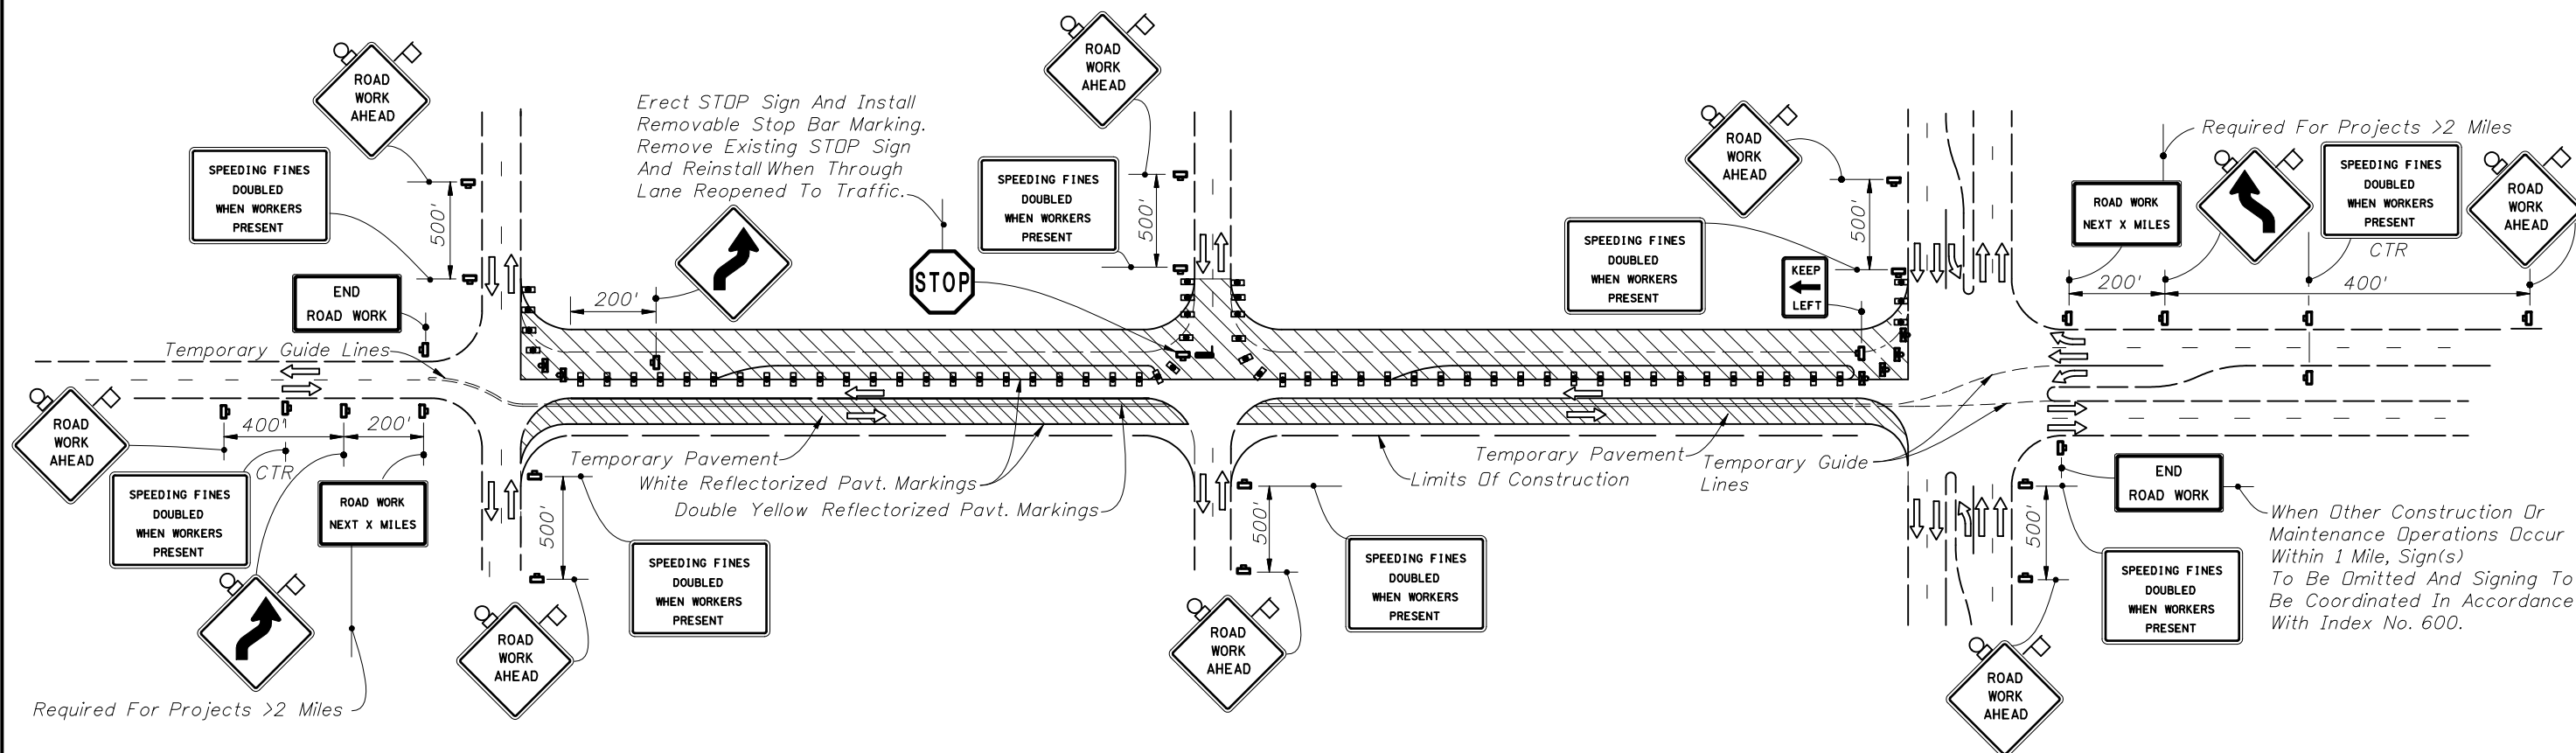 ROAD
WORK
AHEAD
SPEEDING FINES
DOUBLED
WHEN WORKERS
PRESENT
500'
END
ROAD WORK
Temporary Guide Lines
Erect STOP Sign And Install
Removable Stop Bar Marking.
Remove Existing STOP Sign
And Reinstall When Through
Lane Reopened To Traffic.
200'
STOP
ROAD
WORK
AHEAD
SPEEDING FINES
DOUBLED
WHEN WORKERS
PRESENT
500'
ROAD
WORK
AHEAD
SPEEDING FINES
DOUBLED
WHEN WORKERS
PRESENT
500'
KEEP
LEFT
Required For Projects >2 Miles
ROAD WORK
NEXT X MILES
SPEEDING FINES
DOUBLED
WHEN WORKERS
PRESENT
CTR
ROAD
WORK
AHEAD
200'
400'
ROAD
WORK
AHEAD
400'
200'
CTR
SPEEDING FINES
DOUBLED
WHEN WORKERS
PRESENT
ROAD WORK
NEXT X MILES
Required For Projects >2 Miles
Temporary Pavement
White Reflectorized Pavt. Markings
Double Yellow Reflectorized Pavt. Markings
500'
SPEEDING FINES
DOUBLED
WHEN WORKERS
PRESENT
ROAD
WORK
AHEAD
Limits Of Construction
500'
SPEEDING FINES
DOUBLED
WHEN WORKERS
PRESENT
ROAD
WORK
AHEAD
Temporary Pavement
Temporary Guide
Lines
END
ROAD WORK
500'
SPEEDING FINES
DOUBLED
WHEN WORKERS
PRESENT
ROAD
WORK
AHEAD
When Other Construction Or
Maintenance Operations Occur
Within 1 Mile, Sign(s)
To Be Omitted And Signing To
Be Coordinated In Accordance
With Index No. 600.